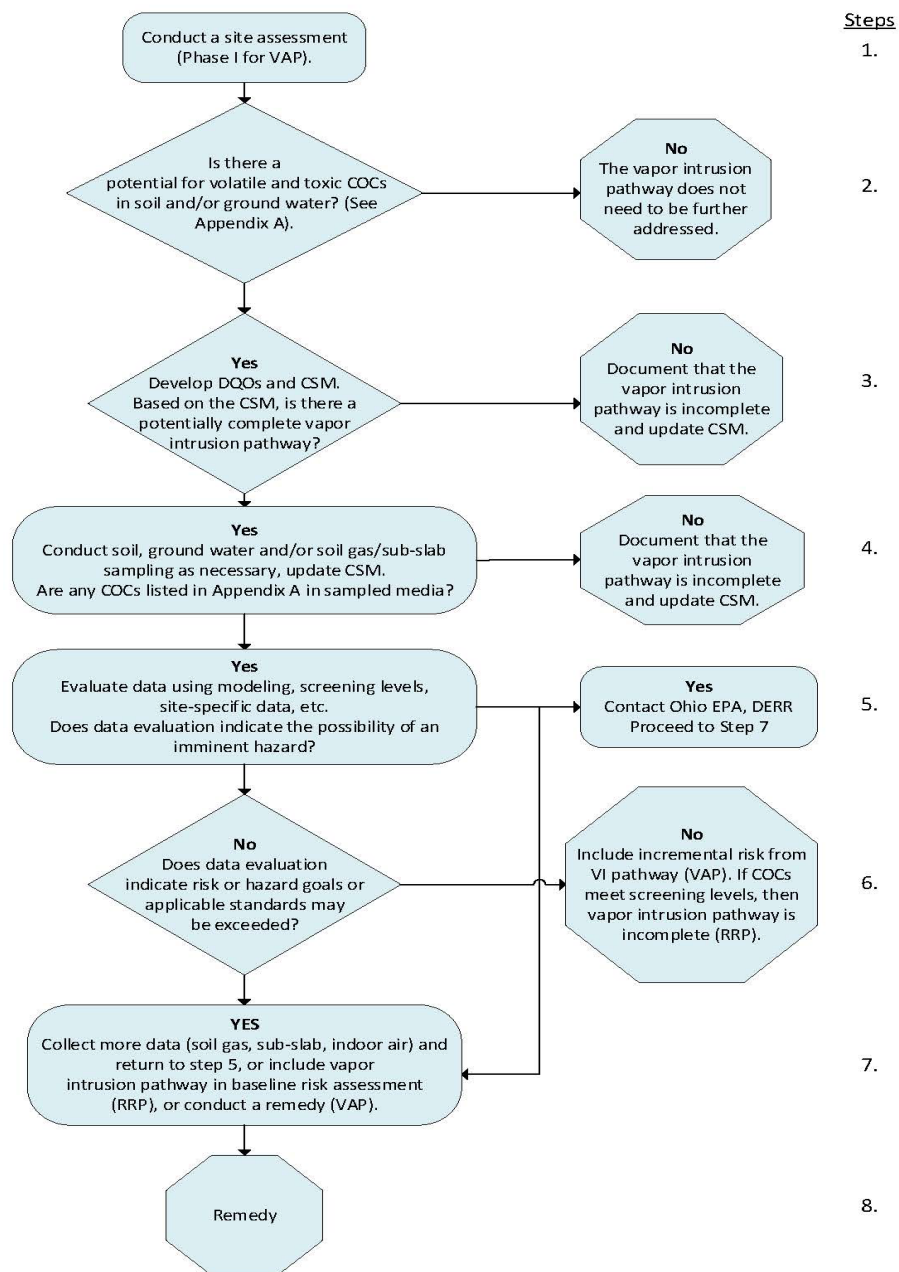 Steps
Conduct a site assessment
(Phase I for VAP).
1.
Is there a
potential for volatile and toxic COCs
in soil and/or ground water? (See
Appendix A).
No
The vapor intrusion
pathway does not
need to be further
addressed.
2.
Yes
Develop DQOs and CSM.
Based on the CSM, is there a
potentially complete vapor
intrusion pathway?
No
Document that the
vapor intrusion
pathway is incomplete
and update CSM.
3.
Yes
Conduct soil, ground water and/or soil gas/sub-slab
sampling as necessary, update CSM.
Are any COCs listed in Appendix A in sampled media?
No
Document that the
vapor intrusion
pathway is incomplete
and update CSM.
4.
Yes
Evaluate data using modeling, screening levels,
site-specific data, etc.
Does data evaluation indicate the possibility of an
imminent hazard?
Yes
Contact Ohio EPA, DERR
Proceed to Step 7
5.
No
Does data evaluation
indicate risk or hazard goals or
applicable standards may
be exceeded?
No
Include incremental risk from
VI pathway (VAP). If COCs
meet screening levels, then
vapor intrusion pathway is
incomplete (RRP).
6.
YES
Collect more data (soil gas, sub-slab, indoor air) and
return to step 5, or include vapor
intrusion pathway in baseline risk assessment
(RRP), or conduct a remedy (VAP).
7.
Remedy
8.